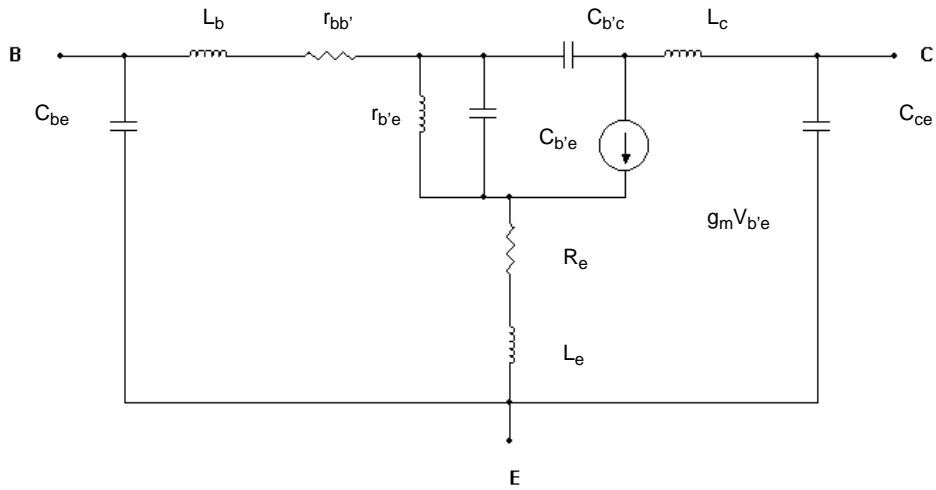 L_b r_bb' C_b'c L_c
B C
C_be r_b'e C_b'e C_ce
g_mV_b'e
R_e
L_e
E